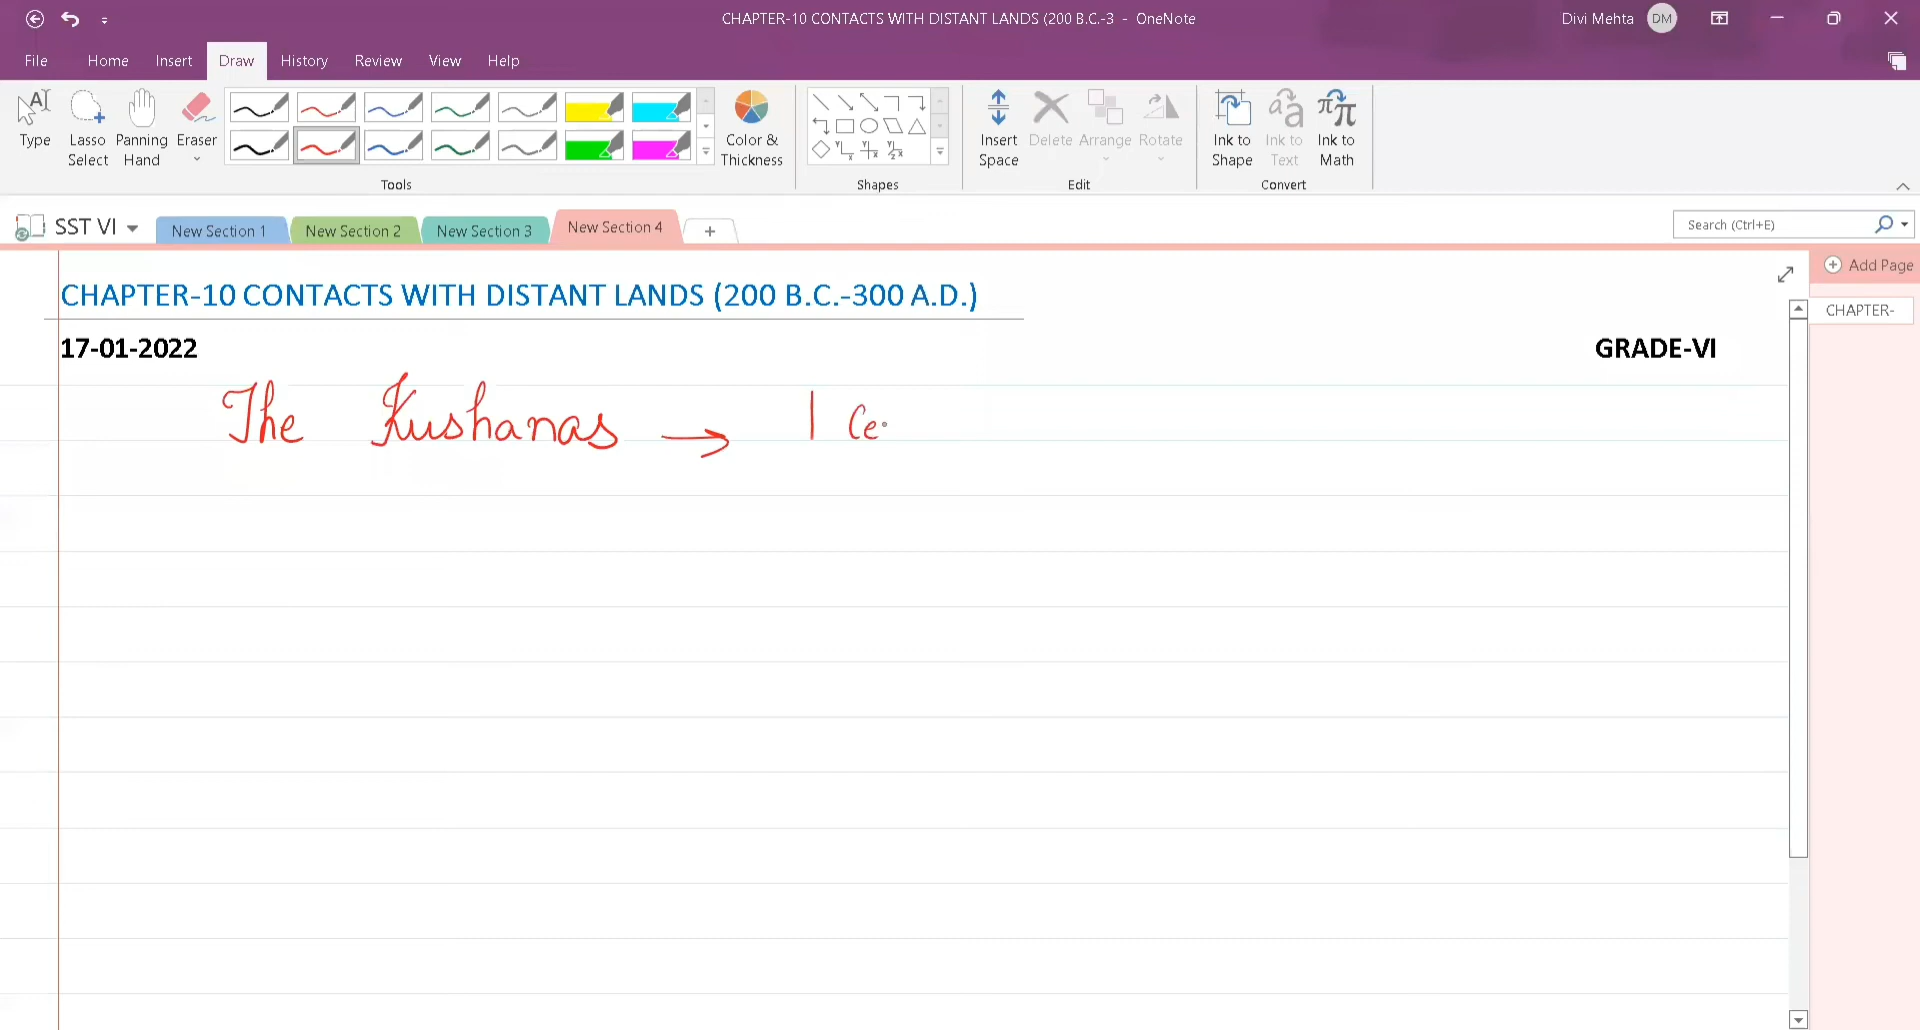 CHAPTER-10 CONTACTS WITH DISTANT LANDS (200 B.C.-3 - OneNote
Divi Mehta DM
File Home Insert Draw History Review View Help
Type
Lasso Select
Panning Hand
Eraser
Color & Thickness
Insert Space
Delete
Arrange
Rotate
Ink to Shape
Ink to Text
Ink to Math
Tools Shapes Edit Convert
SST VI New Section 1 New Section 2 New Section 3 New Section 4 + Search (Ctrl+E)
Add Page
CHAPTER-10 CONTACTS WITH DISTANT LANDS (200 B.C.-300 A.D.)
CHAPTER-
17-01-2022 GRADE-VI
The Kushanas → 1 Ce